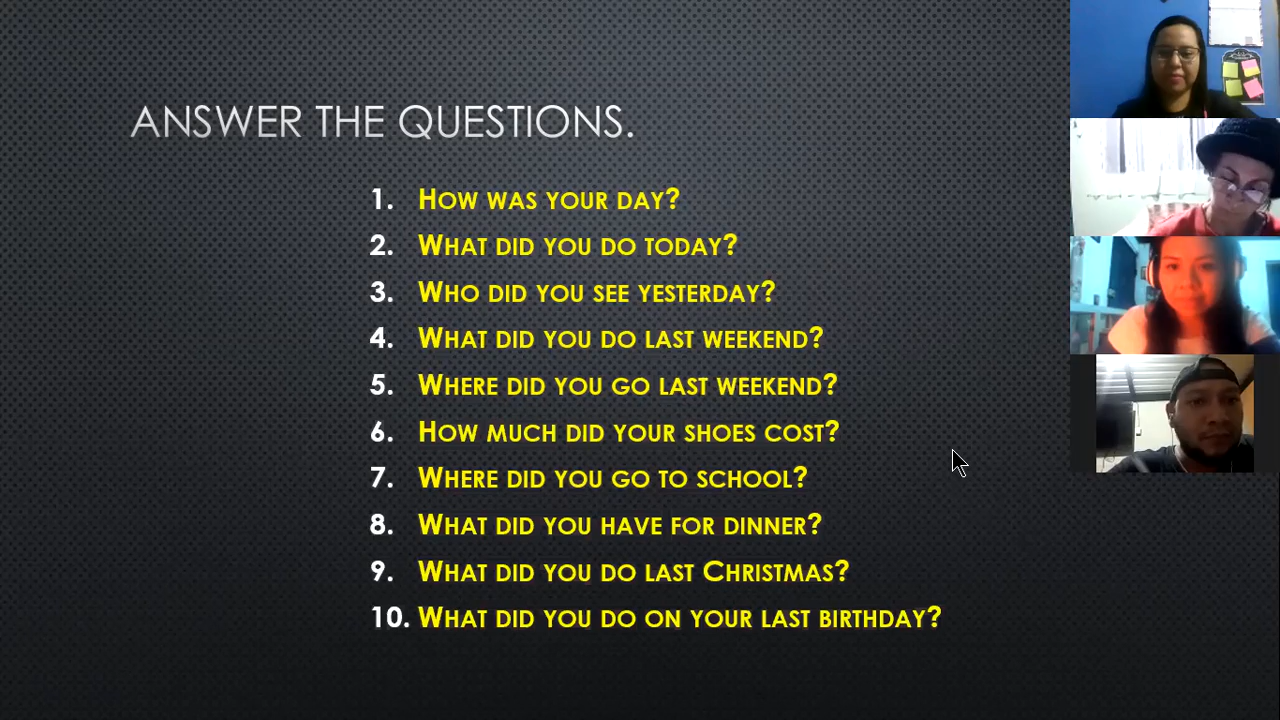 ANSWER THE QUESTIONS.
1. HOW WAS YOUR DAY?
2. WHAT DID YOU DO TODAY?
3. WHO DID YOU SEE YESTERDAY?
4. WHAT DID YOU DO LAST WEEKEND?
5. WHERE DID YOU GO LAST WEEKEND?
6. HOW MUCH DID YOUR SHOES COST?
7. WHERE DID YOU GO TO SCHOOL?
8. WHAT DID YOU HAVE FOR DINNER?
9. WHAT DID YOU DO LAST CHRISTMAS?
10. WHAT DID YOU DO ON YOUR LAST BIRTHDAY?